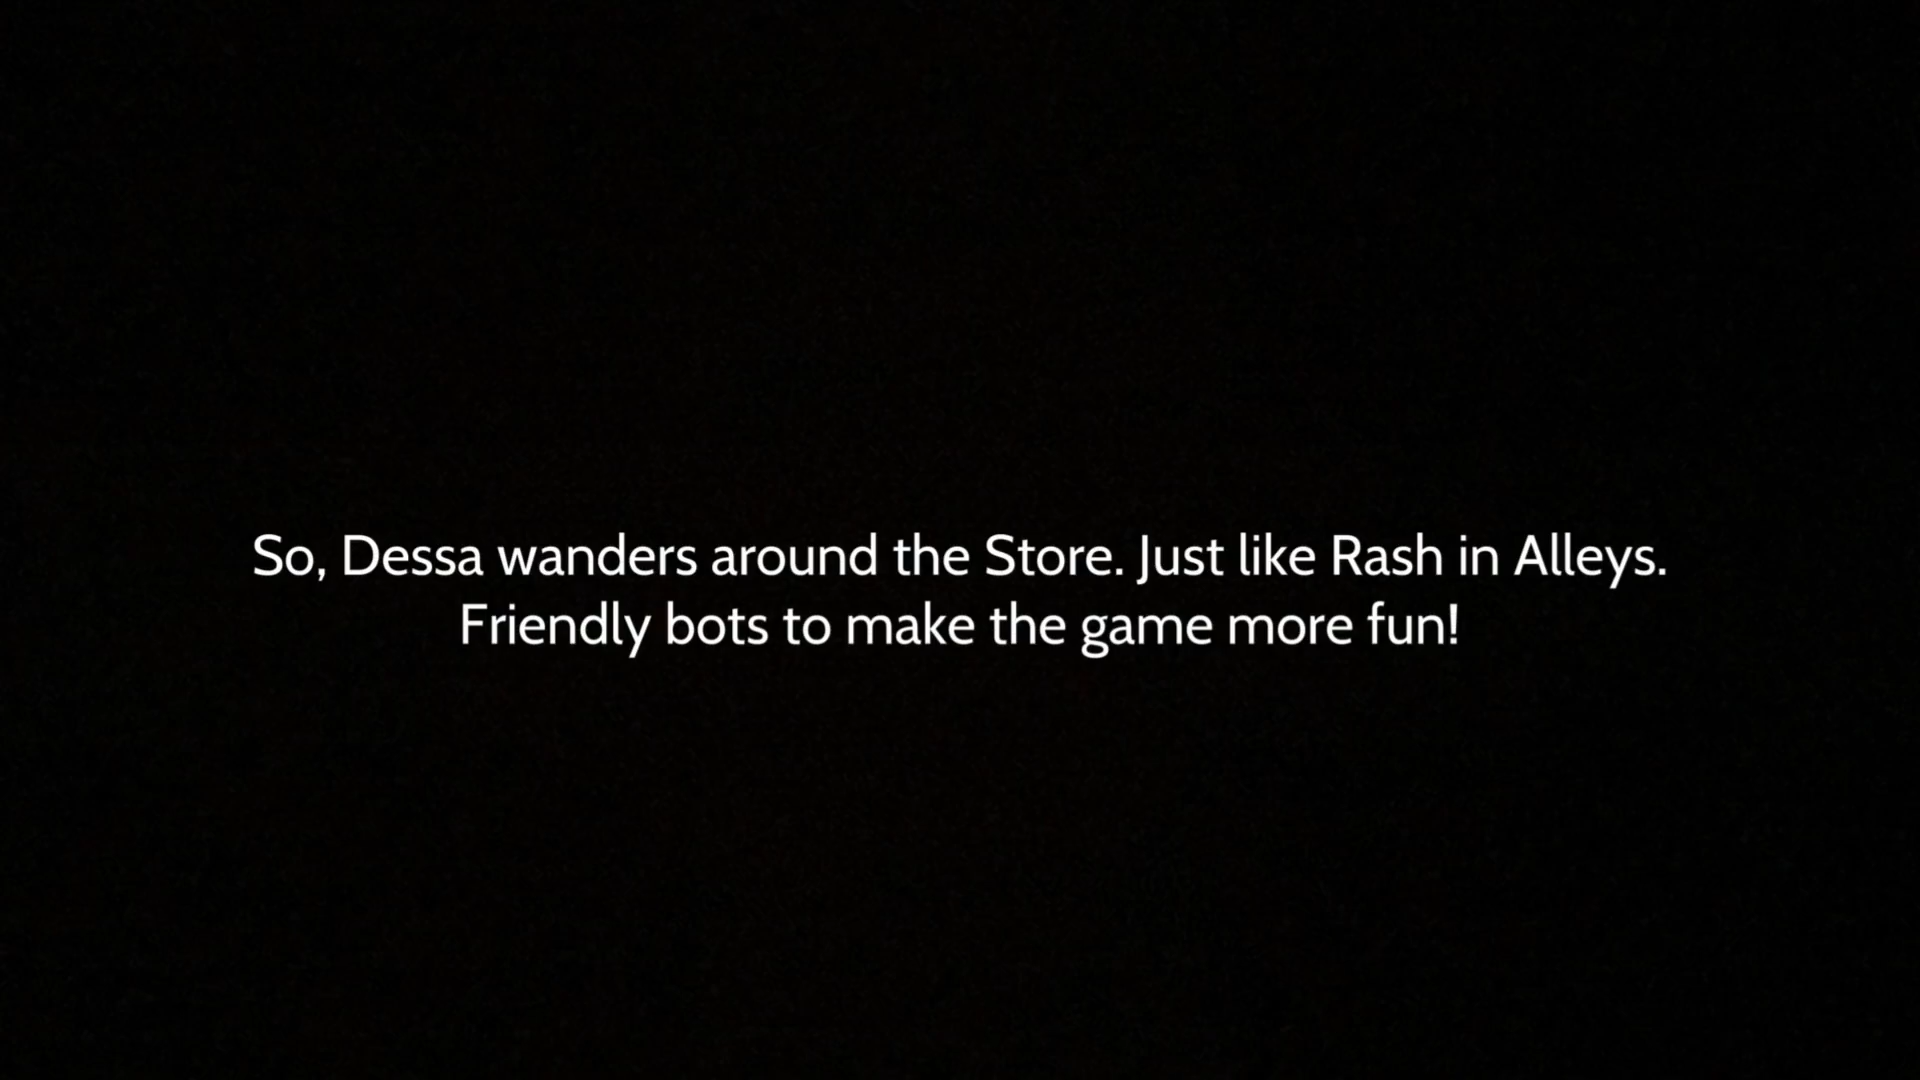 So, Dessa wanders around the Store. Just like Rash in Alleys.
Friendly bots to make the game more fun!